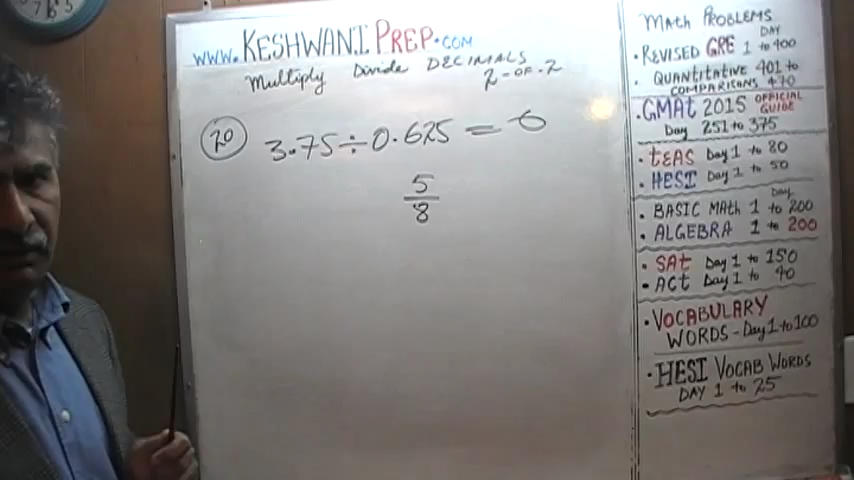 WWW.KESHWANIPREP.COM
Multiply Divide DECIMALS
2-OF-2
20 3.75÷0.625 = 6
5
8
MAth PROBLEMS
DAY
• REVISED GRE 1 to 400
• QUANtitAtiVE 401 to
COMPARISONS 470
• GMAt 2015 OFFICIAL GUIDE
Day 251 to 375
• tEAS Day 1 to 80
• HESI Day 1 to 50
Day
• BASIC MAth 1 to 200
• ALGEBRA 1 to 200
• SAt Day 1 to 150
• ACt Day 1 to 40
• VOCABULARY
WORDS - Day 1 to 100
• HESI VOCAB WORDS
DAY 1 to 25